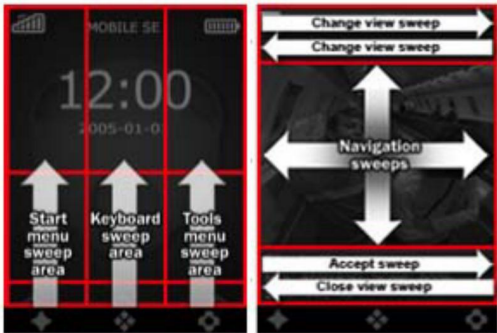 MOBILE SE
12:00
2005-01-0
Start
menu
sweep
area
Keyboard
sweep
area
Tools
menu
sweep
area
Change view sweep
Change view sweep
Navigation
sweeps
Accept sweep
Close view sweep